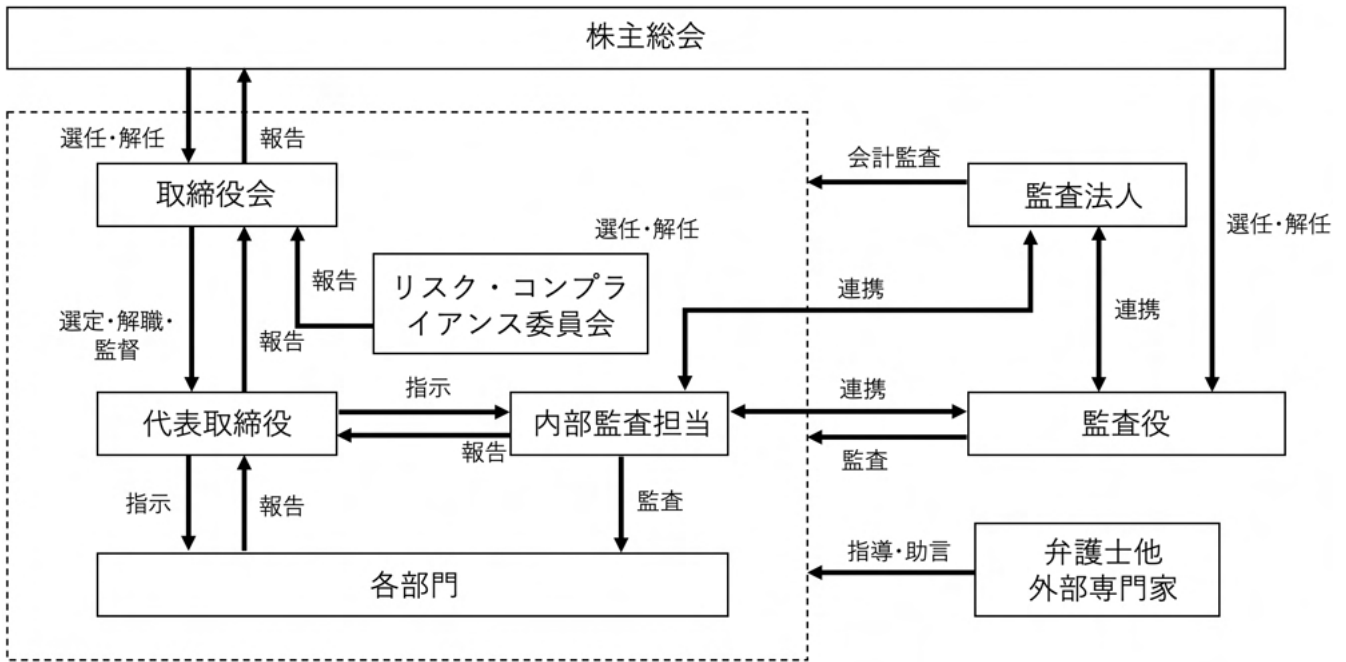 株主総会
選任・解任
報告
会計監査
取締役会
監査法人
選任・解任
選任・解任
報告
リスク・コンプラ
イアンス委員会
連携
連携
選定・解職・
監督
報告
指示
連携
代表取締役
内部監査担当
監査役
報告
監査
指示
報告
監査
指導・助言
弁護士他
外部専門家
各部門